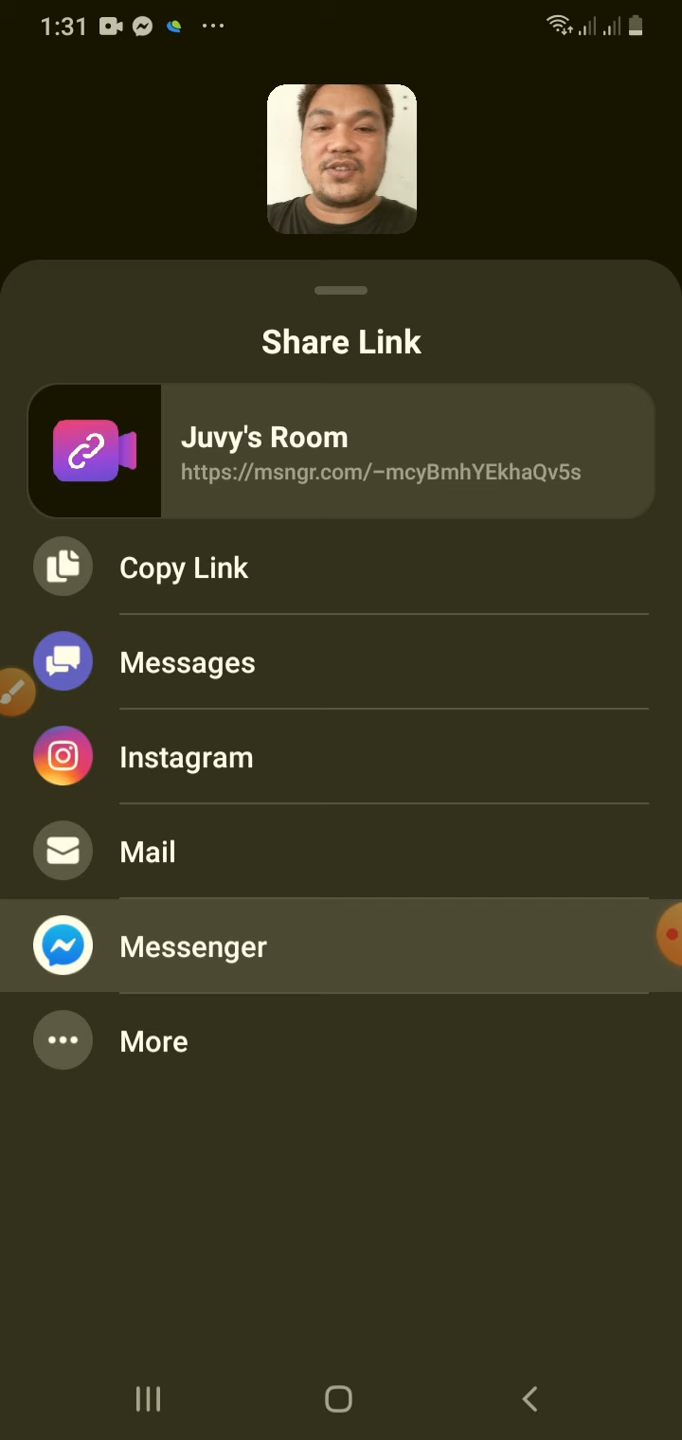 1:31
Share Link
Juvy's Room
https://msngr.com/–mcyBmhYEkhaQv5s
Copy Link
Messages
Instagram
Mail
Messenger
More